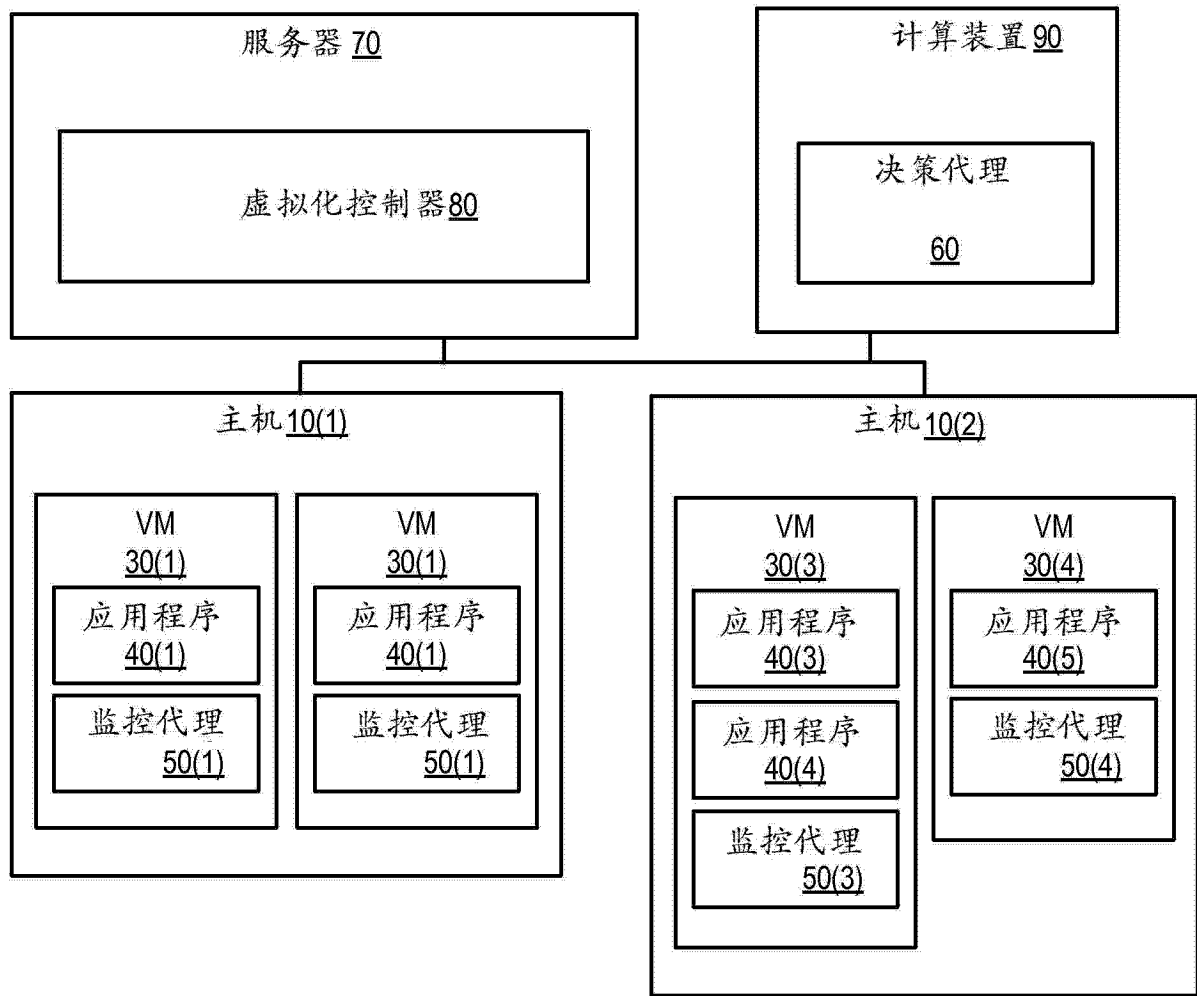 服务器70
虚拟化控制器80
计算装置90
决策代理
60
主机10(1)
VM
30(1)
应用程序
40(1)
监控代理
50(1)
VM
30(1)
应用程序
40(1)
监控代理
50(1)
主机10(2)
VM
30(3)
应用程序
40(3)
应用程序
40(4)
监控代理
50(3)
VM
30(4)
应用程序
40(5)
监控代理
50(4)